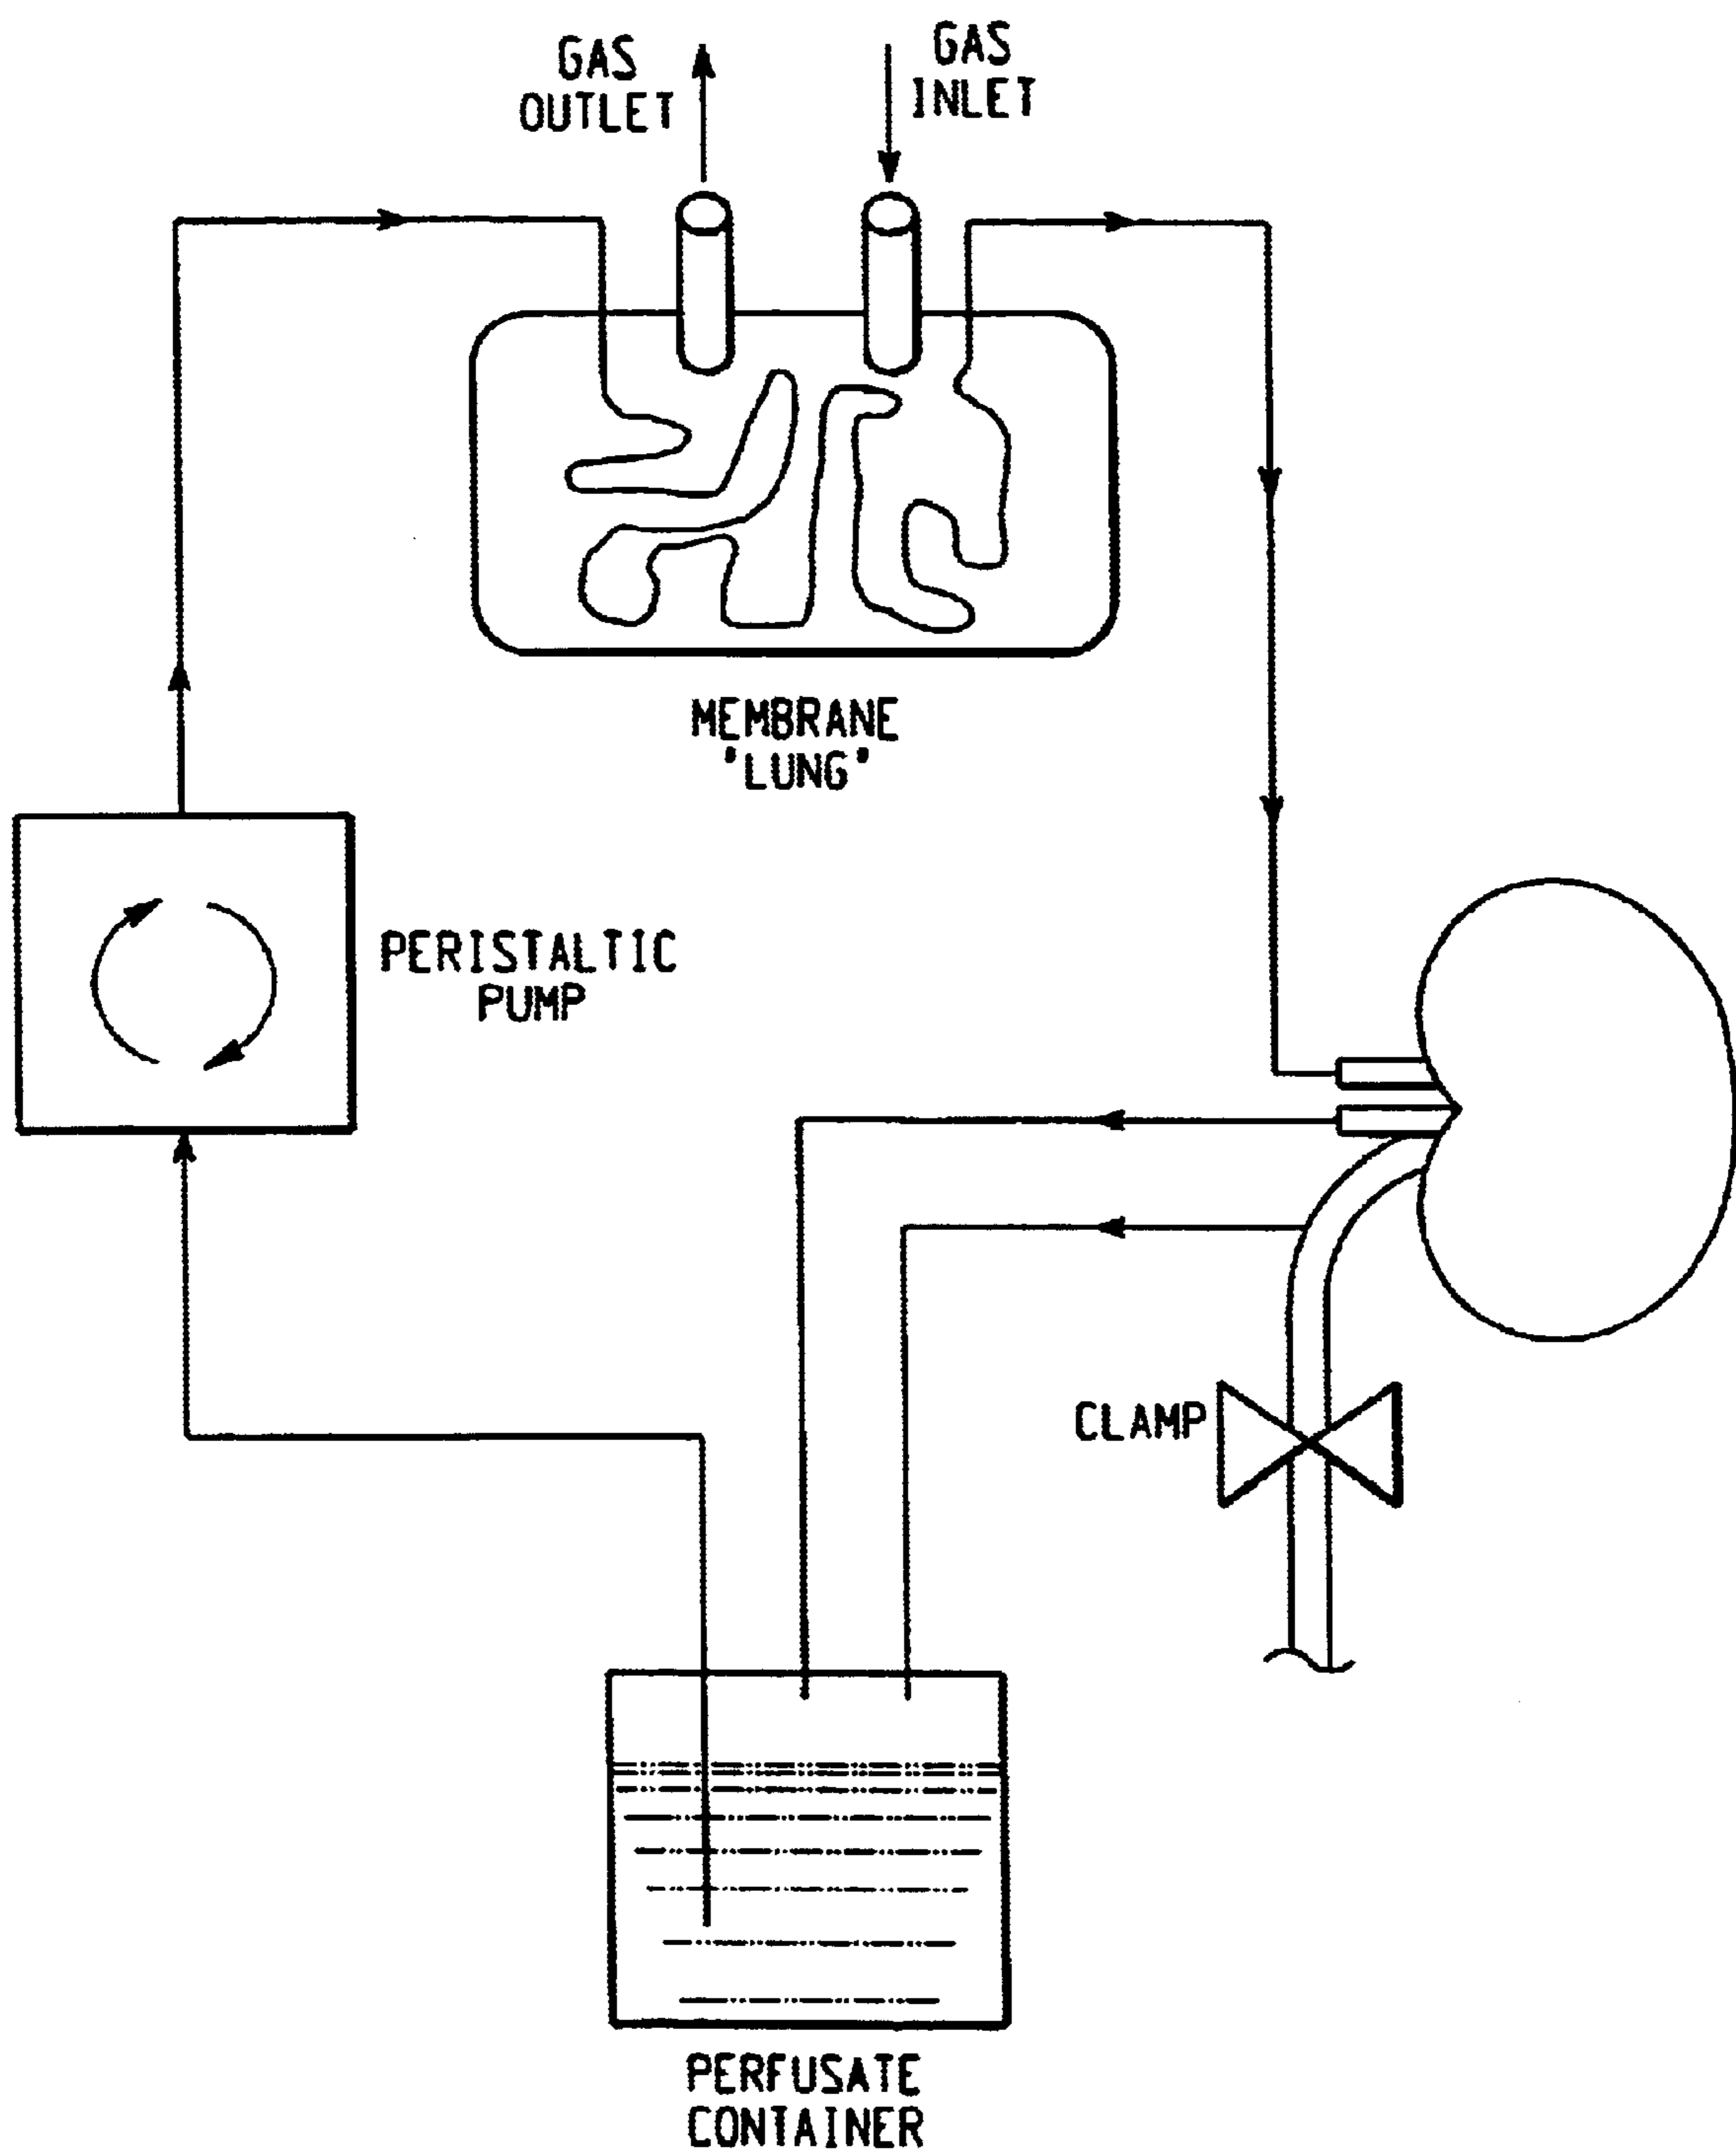 GAS
OUTLET
GAS
INLET
MEMBRANE
'LUNG'
PERISTALTIC
PUMP
CLAMP
PERFUSATE
CONTAINER